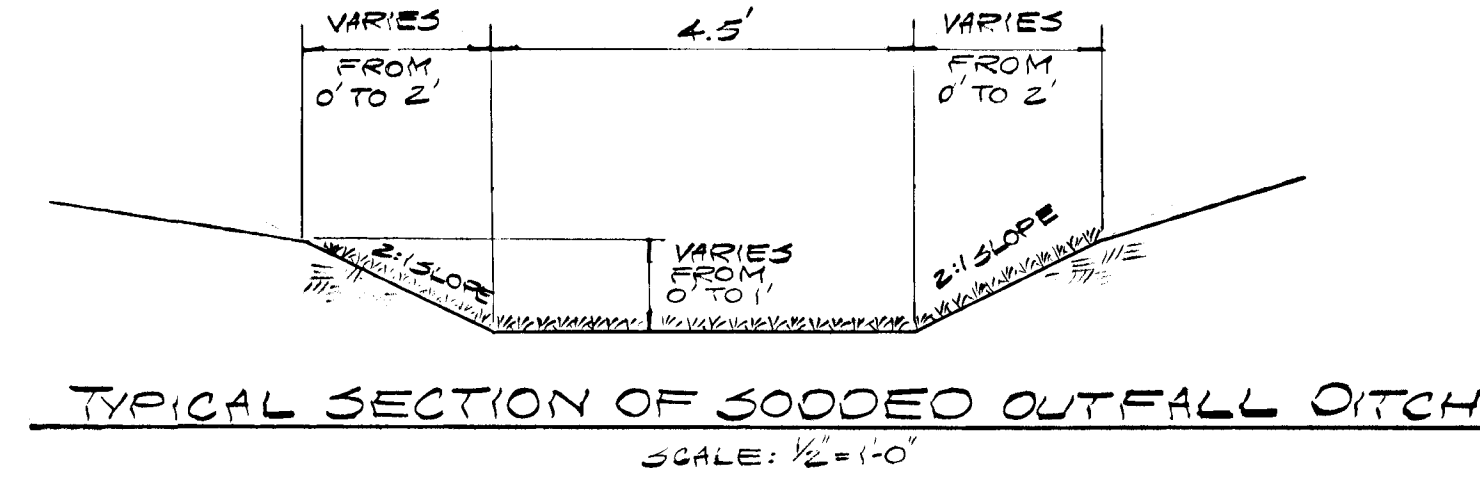 VARIES
FROM
0' TO 2'
4.5'
VARIES
FROM
0' TO 2'
2:1 SLOPE
VARIES
FROM
0' TO 1'
2:1 SLOPE
TYPICAL SECTION OF SODDED OUTFALL DITCH
SCALE: 1/2"=1'-0"